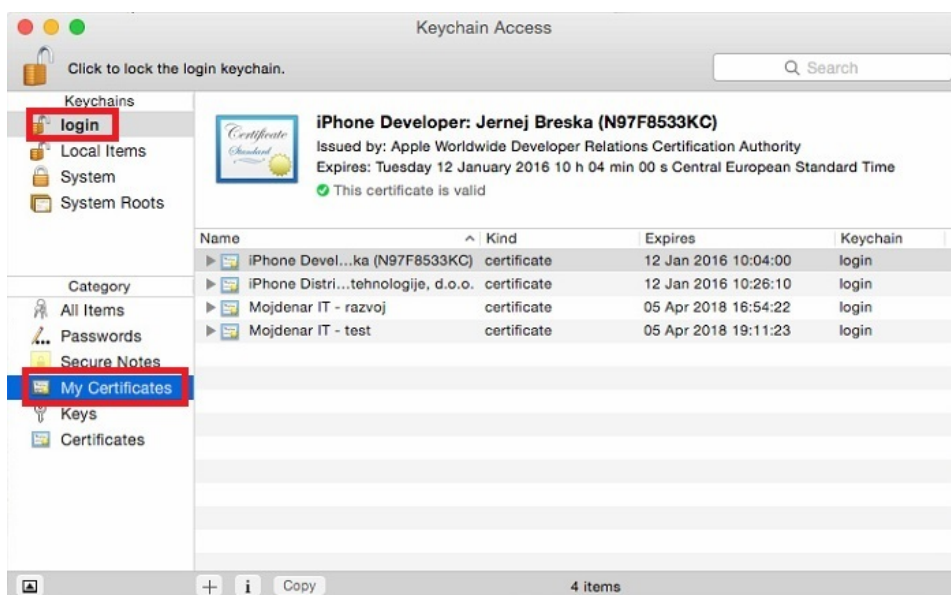 Keychain Access
Click to lock the login keychain.
Search
Keychains
login
Local Items
System
System Roots
Certificate
Standard
iPhone Developer: Jernej Breska (N97F8533KC)
Issued by: Apple Worldwide Developer Relations Certification Authority
Expires: Tuesday 12 January 2016 10 h 04 min 00 s Central European Standard Time
This certificate is valid
Name Kind Expires Keychain
iPhone Devel...ka (N97F8533KC) certificate 12 Jan 2016 10:04:00 login
iPhone Distri...tehnologije, d.o.o. certificate 12 Jan 2016 10:26:10 login
Mojdenar IT - razvoj certificate 05 Apr 2018 16:54:22 login
Mojdenar IT - test certificate 05 Apr 2018 19:11:23 login
Category
All Items
Passwords
Secure Notes
My Certificates
Keys
Certificates
Copy
4 items